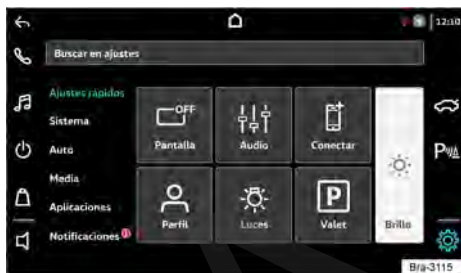 12:10
Buscar en ajustes
Ajustes rápidos
Sistema
Auto
Media
Aplicaciones
Notificaciones
OFF
Pantalla
Audio
Conectar
Perfil
Luces
P
Valet
Brillo
P
Bra-3115